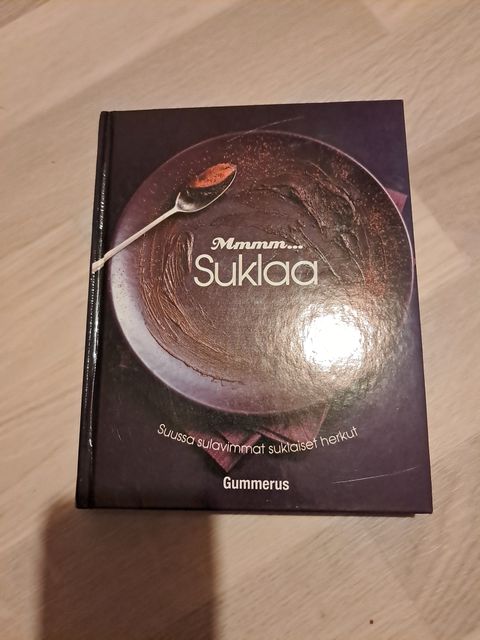 Mmmm...
Suklaa
Suussa sulavimmat suklaiset herkut
Gummerus